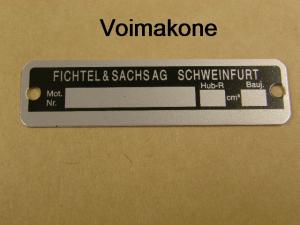 Voimakone
FICHTEL & SACHS AG SCHWEINFURT
Mot. Hub-R Bauj.
Nr. cm³